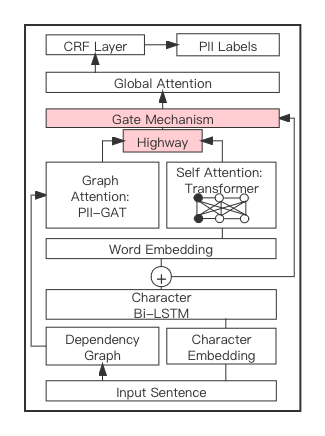 CRF Layer
PII Labels
Global Attention
Gate Mechanism
Highway
Graph
Attention:
PII-GAT
Self Attention:
Transformer
Word Embedding
+
Character
Bi-LSTM
Dependency
Graph
Character
Embedding
Input Sentence